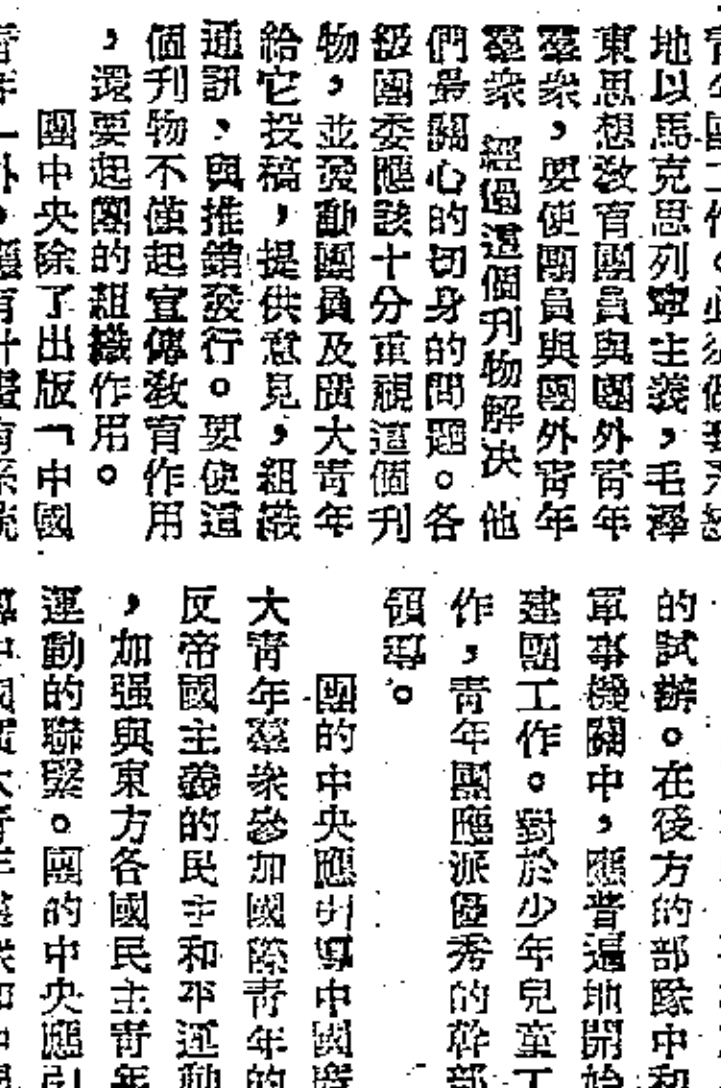 地以馬克思列寧主義，毛澤
東思想敎育團員與團外青年
羣衆，要使團員與團外青年
羣衆 經過這個刊物解决 他
們最關心的切身的問題。各
級團委應該十分重視這個刊
物，並發動團員及廣大青年
給它投稿，提供意見，組織
通訊，與推銷發行。要使這
個刊物不僅起宣傳敎育作用
，還要起團的組織作用。
團中央除了出版「中國
的試辦。在後方的部隊中和
軍事機關中，應普遍地開始
建團工作。對於少年兒童工
作，青年團應派優秀的幹部
領導。
團的中央應引導中國廣
大青年羣衆參加國際青年的
反帝國主義的民主和平運動
，加强與東方各國民主青年
運動的聯緊。團的中央應引